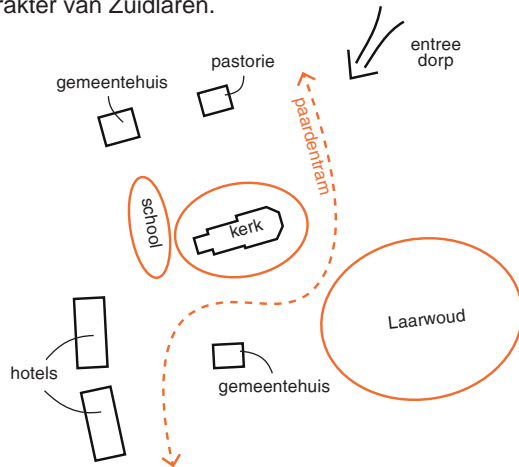 rakter van Zuidlaren.
entree
dorp
pastorie
gemeentehuis
paardentram
school
kerk
Laarwoud
hotels
gemeentehuis